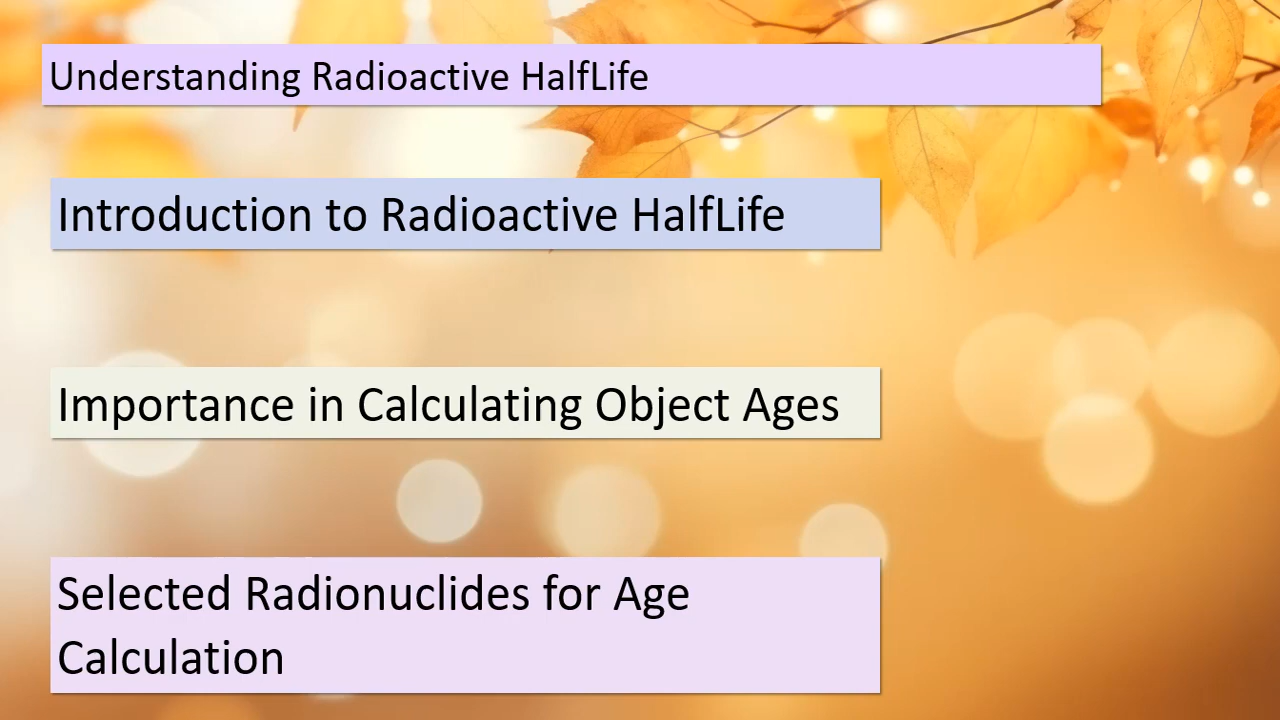 Understanding Radioactive HalfLife
Introduction to Radioactive HalfLife
Importance in Calculating Object Ages
Selected Radionuclides for Age
Calculation